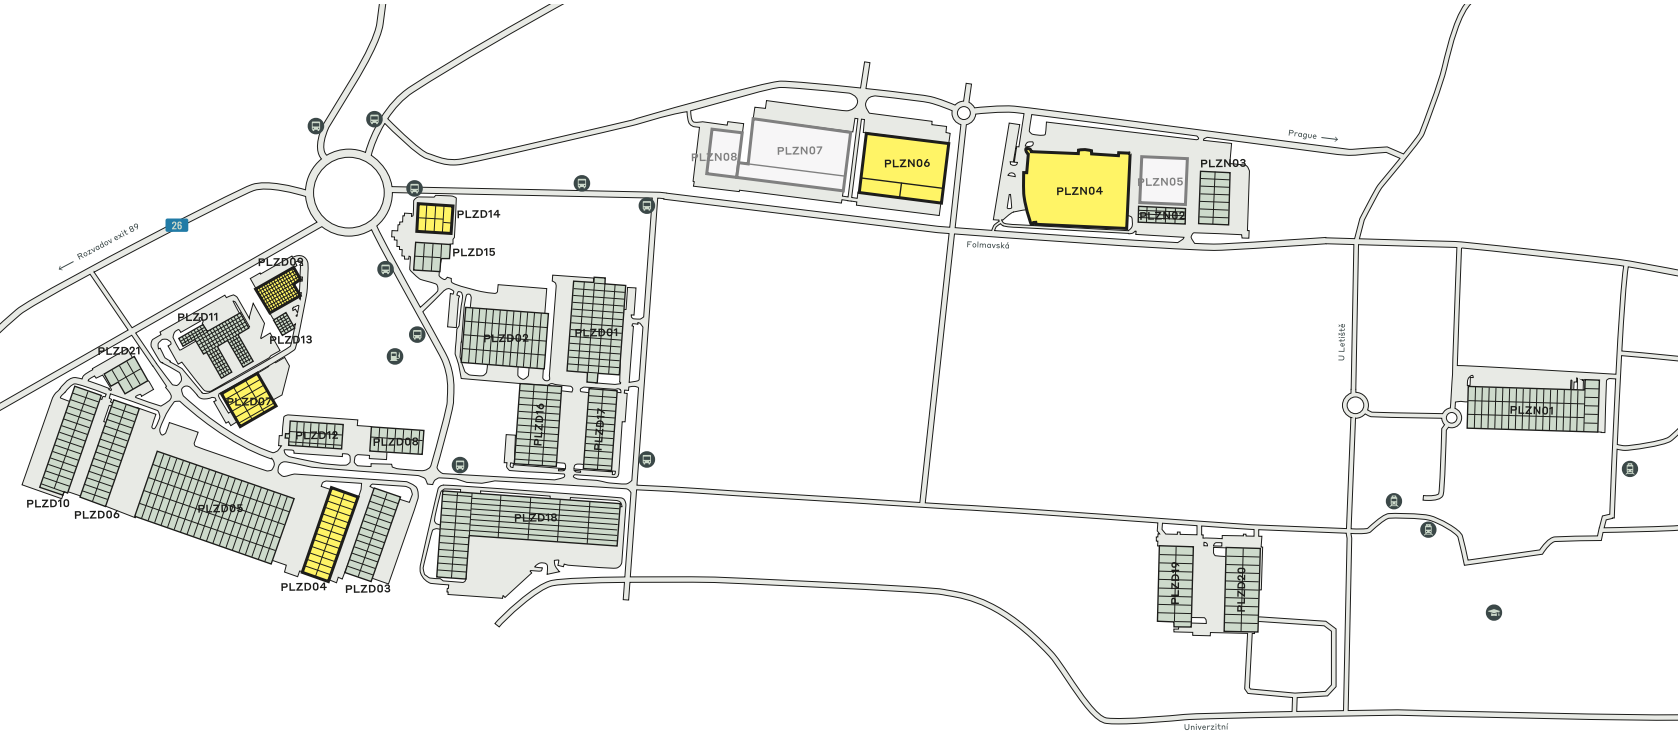 Prague
PLZN08
PLZN07
PLZN06
PLZN04
PLZN05
PLZN03
PLZN02
Folmavská
26
Rozvadov exit 89
PLZD14
PLZD15
PLZD09
PLZD11
PLZD13
PLZD21
PLZD07
PLZD02
PLZD01
PLZD16
PLZD17
PLZD12
PLZD08
U Letiště
PLZN01
PLZD10
PLZD06
PLZD05
PLZD18
PLZD04
PLZD03
PLZD19
PLZD20
Univerzitní